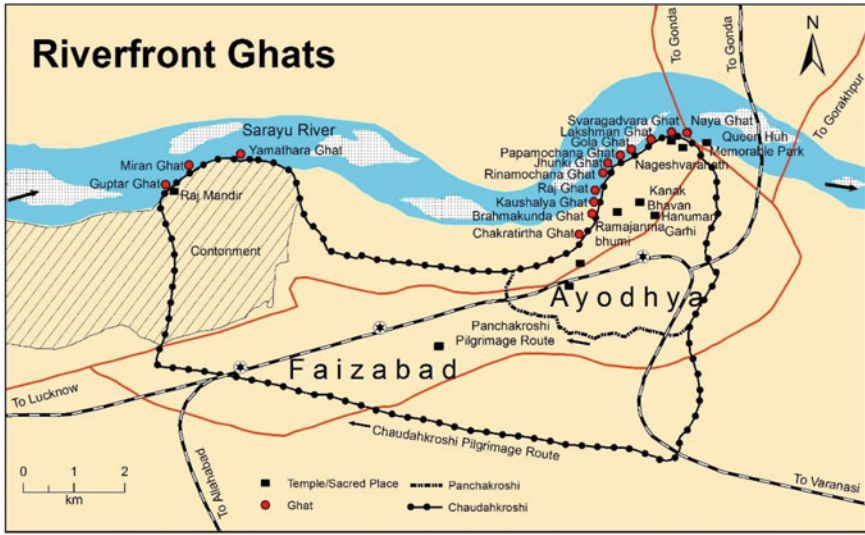 Riverfront Ghats
N
To Gonda
To Gonda
To Gorakhpur
Sarayu River
Yamathara Ghat
Miran Ghat
Guptar Ghat
Raj Mandir
Contonment
Svaragadvara Ghat
Naya Ghat
Lakshman Ghat
Queen Huh
Gola Ghat
Memorable Park
Papamochana Ghat
Jhunki Ghat
Nageshvaranath
Rinamochana Ghat
Raj Ghat
Kanak
Bhavan
Kaushalya Ghat
Hanuman
Garhi
Brahmakunda Ghat
Ramajanma
bhumi
Chakratirtha Ghat
Ayodhya
Panchakroshi
Pilgrimage Route
Faizabad
To Lucknow
Chaudahkroshi Pilgrimage Route
To Allahabad
To Varanasi
0 1 2
km
Temple/Sacred Place
Panchakroshi
Ghat
Chaudahkroshi